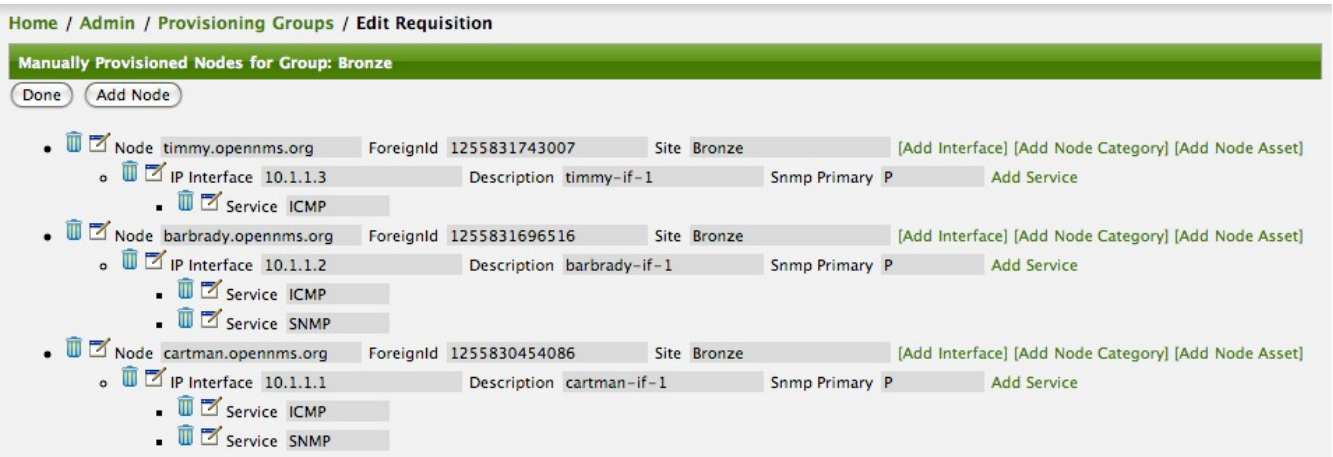 Home / Admin / Provisioning Groups / Edit Requisition
Manually Provisioned Nodes for Group: Bronze
Done Add Node
Node timmy.opennms.org ForeignId 1255831743007 Site Bronze [Add Interface] [Add Node Category] [Add Node Asset]
IP Interface 10.1.1.3 Description timmy-if-1 Snmp Primary P Add Service
Service ICMP
Node barbrady.opennms.org ForeignId 1255831696516 Site Bronze [Add Interface] [Add Node Category] [Add Node Asset]
IP Interface 10.1.1.2 Description barbrady-if-1 Snmp Primary P Add Service
Service ICMP
Service SNMP
Node cartman.opennms.org ForeignId 1255830454086 Site Bronze [Add Interface] [Add Node Category] [Add Node Asset]
IP Interface 10.1.1.1 Description cartman-if-1 Snmp Primary P Add Service
Service ICMP
Service SNMP